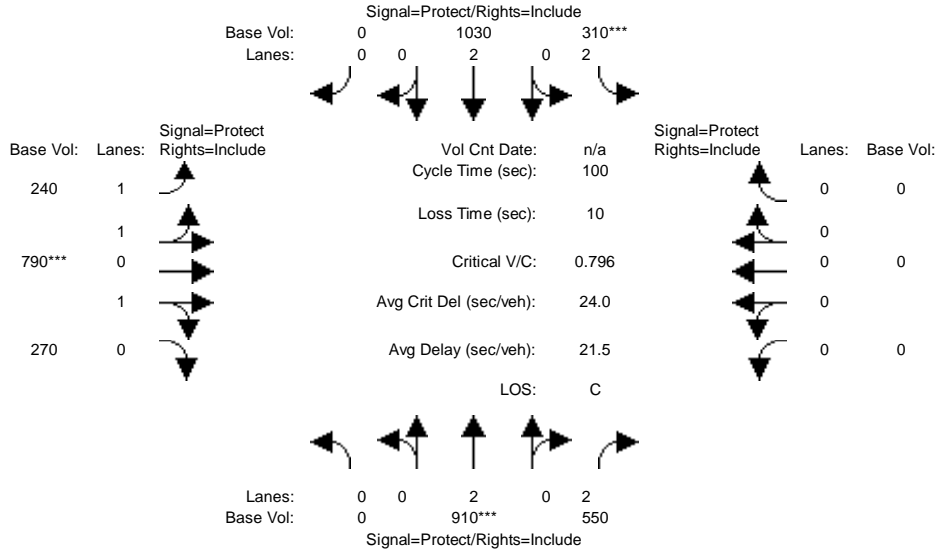 Signal=Protect/Rights=Include
Base Vol: 0 1030 310***
Lanes: 0 0 2 0 2
Signal=Protect
Rights=Include
Base Vol: Lanes:
240 1
1
790*** 0
1
270 0
Vol Cnt Date: n/a
Cycle Time (sec): 100
Loss Time (sec): 10
Critical V/C: 0.796
Avg Crit Del (sec/veh): 24.0
Avg Delay (sec/veh): 21.5
LOS: C
Signal=Protect
Rights=Include
Lanes: Base Vol:
0 0
0
0 0
0
0 0
Lanes: 0 0 2 0 2
Base Vol: 0 910*** 550
Signal=Protect/Rights=Include